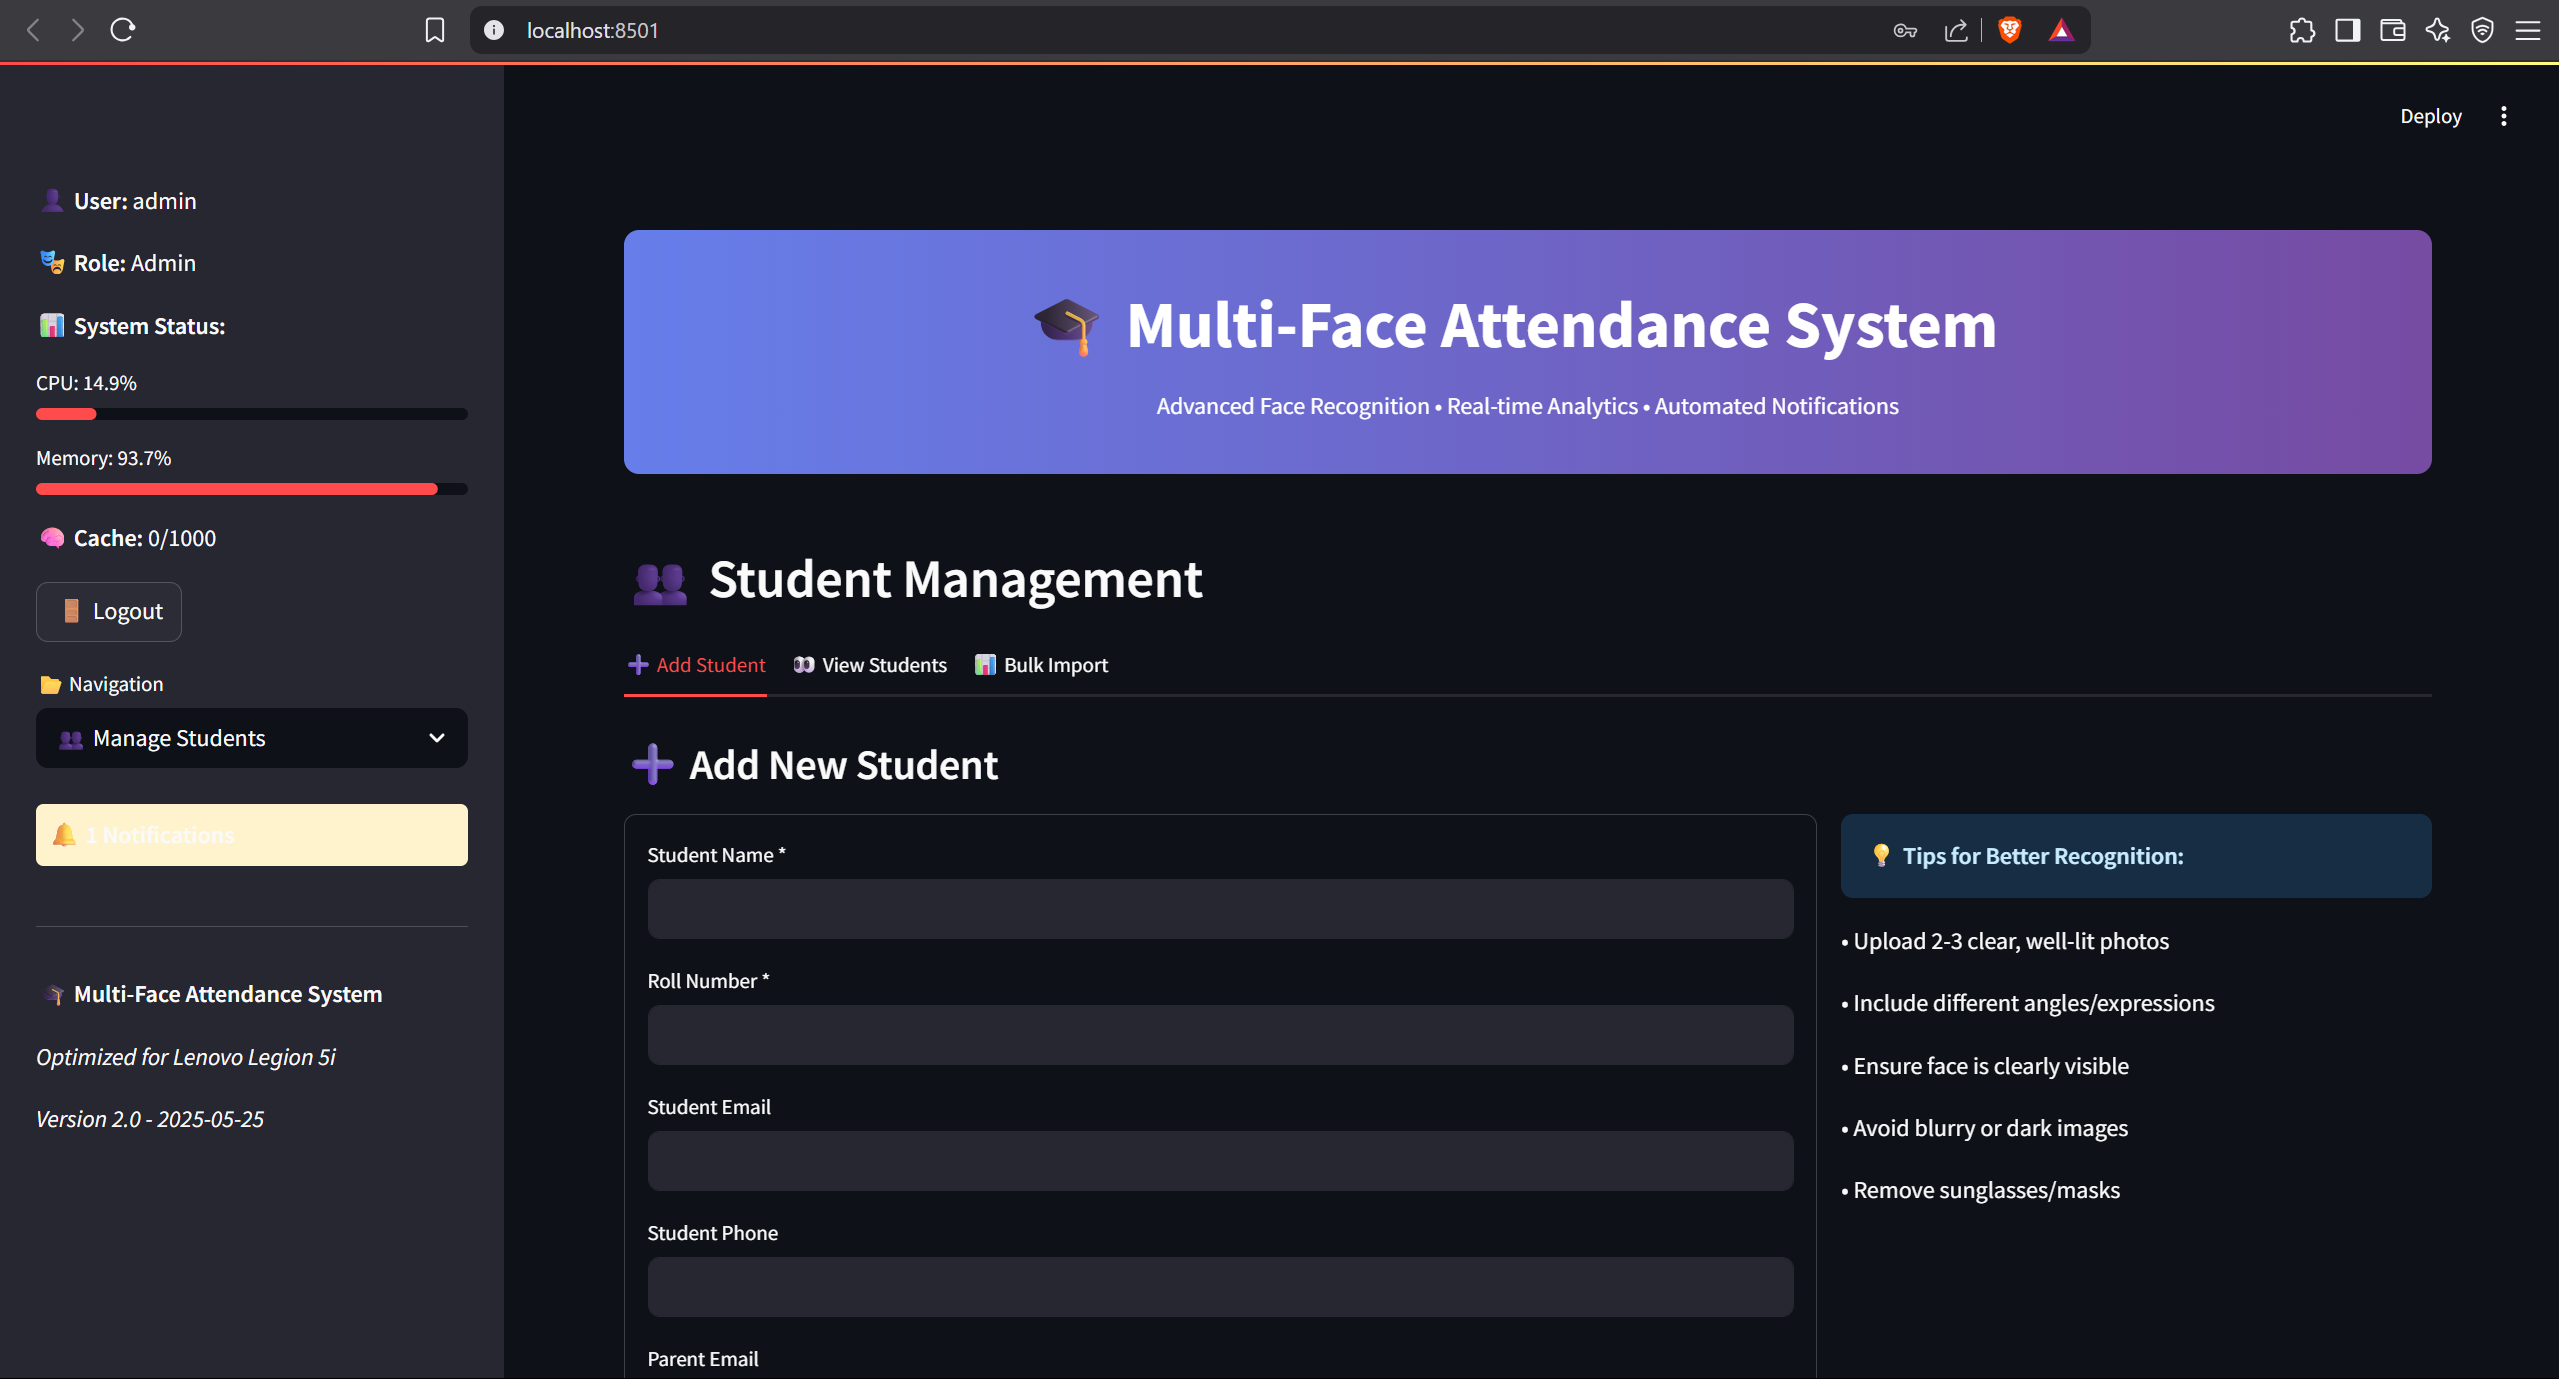 localhost:8501
Deploy
User: admin
Role: Admin
System Status:
CPU: 14.9%
Memory: 93.7%
Cache: 0/1000
Logout
Navigation
Manage Students
1 Notifications
Multi-Face Attendance System
Optimized for Lenovo Legion 5i
Version 2.0 - 2025-05-25
Multi-Face Attendance System
Advanced Face Recognition • Real-time Analytics • Automated Notifications
Student Management
Add Student
View Students
Bulk Import
Add New Student
Student Name *
Roll Number *
Student Email
Student Phone
Parent Email
Tips for Better Recognition:
• Upload 2-3 clear, well-lit photos
• Include different angles/expressions
• Ensure face is clearly visible
• Avoid blurry or dark images
• Remove sunglasses/masks